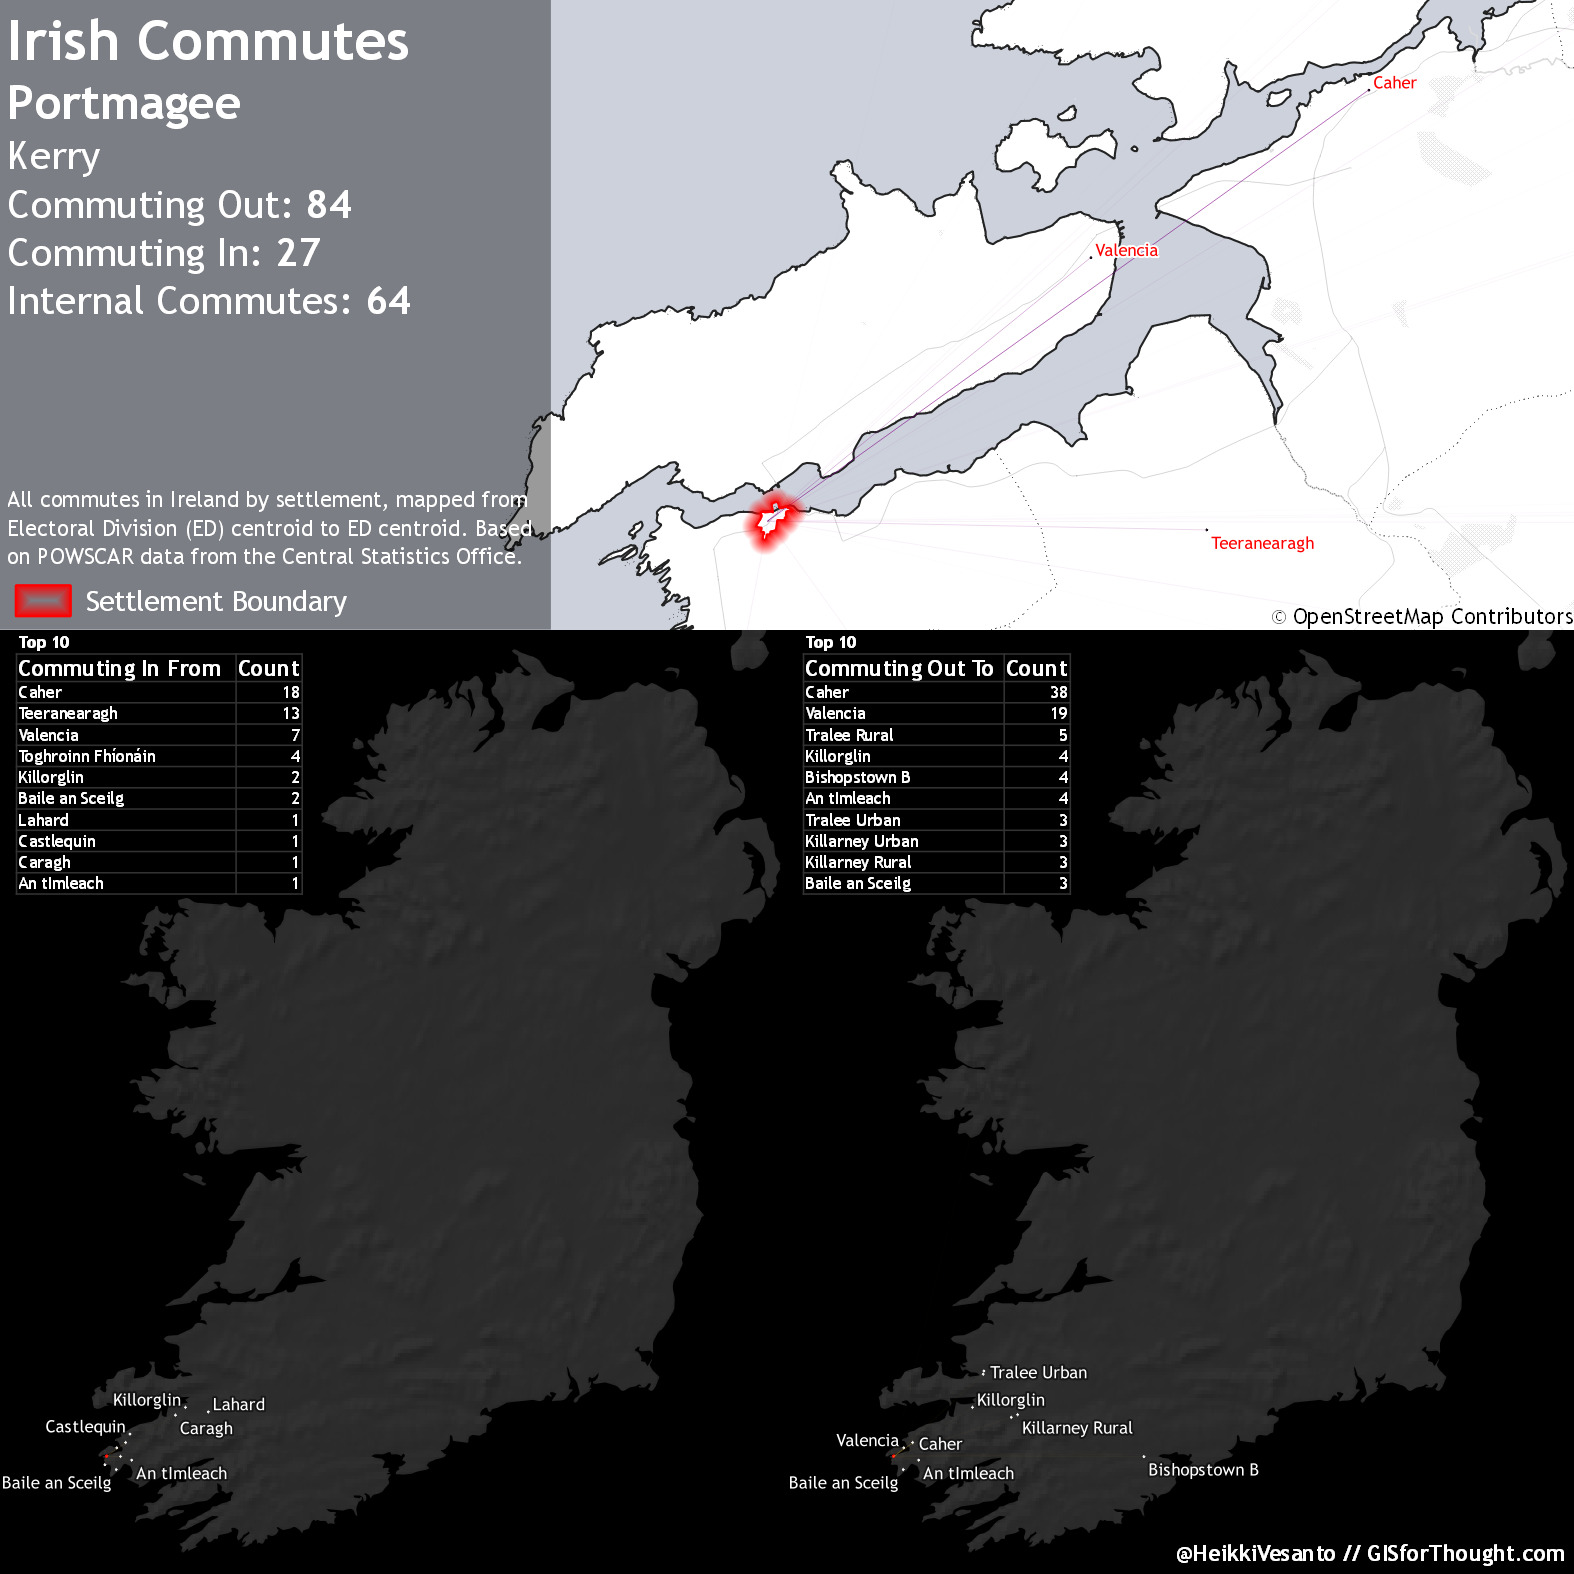 Irish Commutes
Portmagee
Kerry
Commuting Out: 84
Commuting In: 27
Internal Commutes: 64
All commutes in Ireland by settlement, mapped from
Electoral Division (ED) centroid to ED centroid. Based
on POWSCAR data from the Central Statistics Office.
Settlement Boundary
Caher
Valencia
Teeranearagh
© OpenStreetMap Contributors
Top 10
Commuting In From Count
Caher 18
Teeranearagh 13
Valencia 7
Toghroinn Fhíonáin 4
Killorglin 2
Baile an Sceilg 2
Lahard 1
Castlequin 1
Caragh 1
An tImleach 1
Killorglin
Lahard
Castlequin
Caragh
An tImleach
Baile an Sceilg
Top 10
Commuting Out To Count
Caher 38
Valencia 19
Tralee Rural 5
Killorglin 4
Bishopstown B 4
An tImleach 4
Tralee Urban 3
Killarney Urban 3
Killarney Rural 3
Baile an Sceilg 3
Tralee Urban
Killorglin
Killarney Rural
Valencia
Caher
Bishopstown B
An tImleach
Baile an Sceilg
@HeikkiVesanto // GISforThought.com